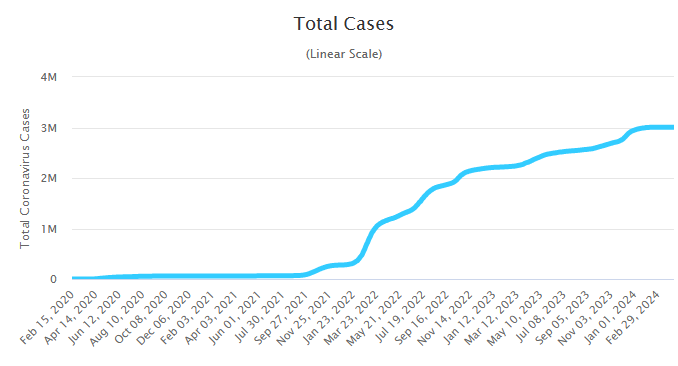 Total Cases
(Linear Scale)
Total Coronavirus Cases
4M
3M
2M
1M
0
Feb 15, 2020
Apr 14, 2020
Jun 12, 2020
Aug 10, 2020
Oct 08, 2020
Dec 06, 2020
Feb 03, 2021
Apr 03, 2021
Jun 01, 2021
Jul 30, 2021
Sep 27, 2021
Nov 25, 2021
Jan 23, 2022
Mar 23, 2022
May 21, 2022
Jul 19, 2022
Sep 16, 2022
Nov 14, 2022
Jan 12, 2023
Mar 12, 2023
May 10, 2023
Jul 08, 2023
Sep 05, 2023
Nov 03, 2023
Jan 01, 2024
Feb 29, 2024